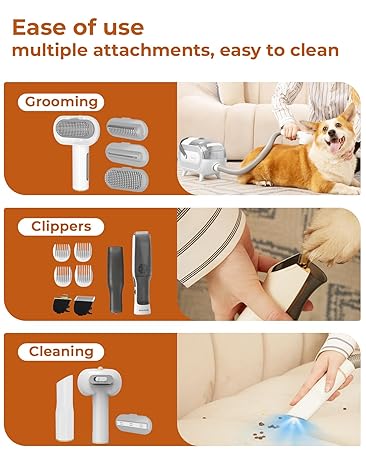 Ease of use
multiple attachments, easy to clean
Grooming
Clippers
Cleaning